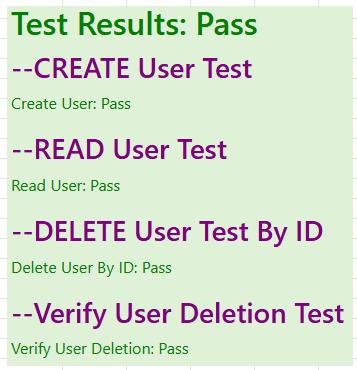 Test Results: Pass
--CREATE User Test
Create User: Pass
--READ User Test
Read User: Pass
--DELETE User Test By ID
Delete User By ID: Pass
--Verify User Deletion Test
Verify User Deletion: Pass